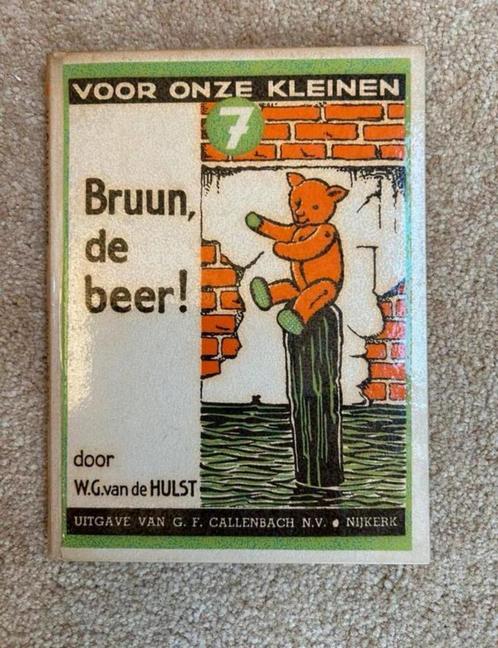 VOOR ONZE KLEINEN
7
Bruun,
de
beer!
door
W.G. van de HULST
UITGAVE VAN G. F. CALLENBACH N.V. • NIJKERK